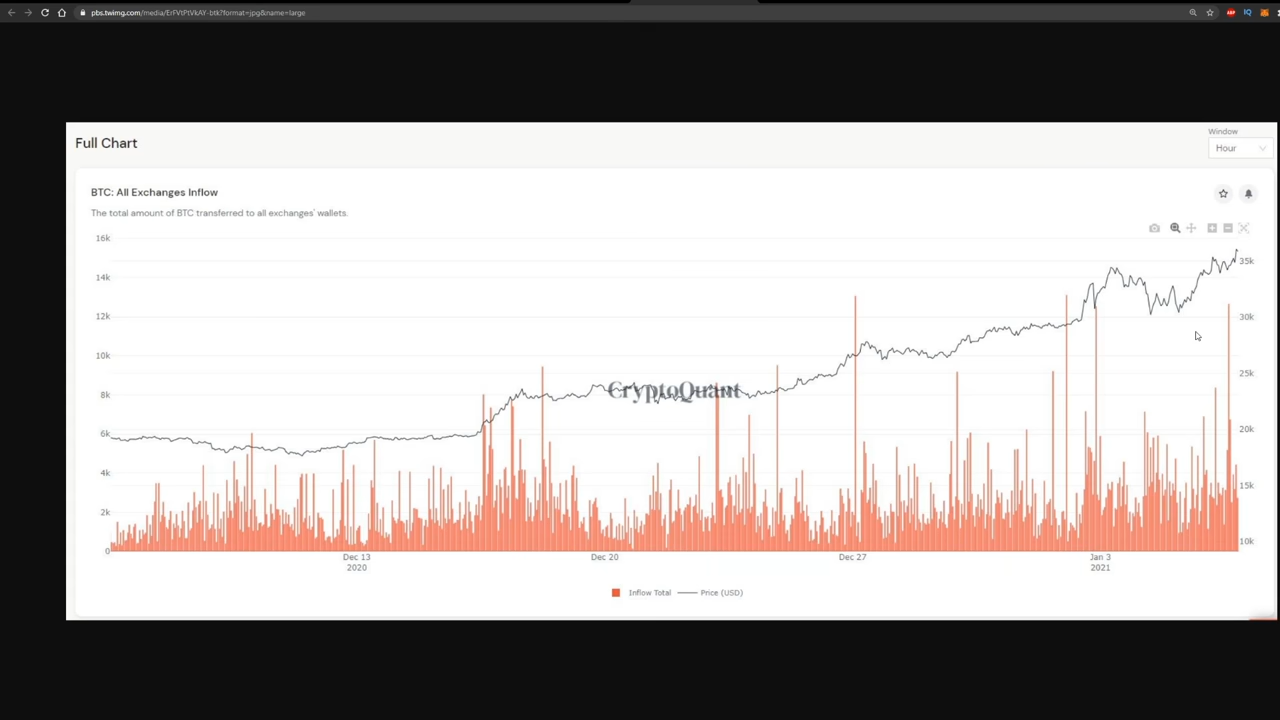 pbs.twimg.com/media/ErFVtPtVkAY-btk?format=jpg&name=large
Full Chart
Window
Hour
BTC: All Exchanges Inflow
The total amount of BTC transferred to all exchanges' wallets.
16k
14k
12k
10k
8k
6k
4k
2k
0
35k
30k
25k
20k
15k
10k
CryptoQuant
Dec 13
2020
Dec 20
Dec 27
Jan 3
2021
Inflow Total
Price (USD)